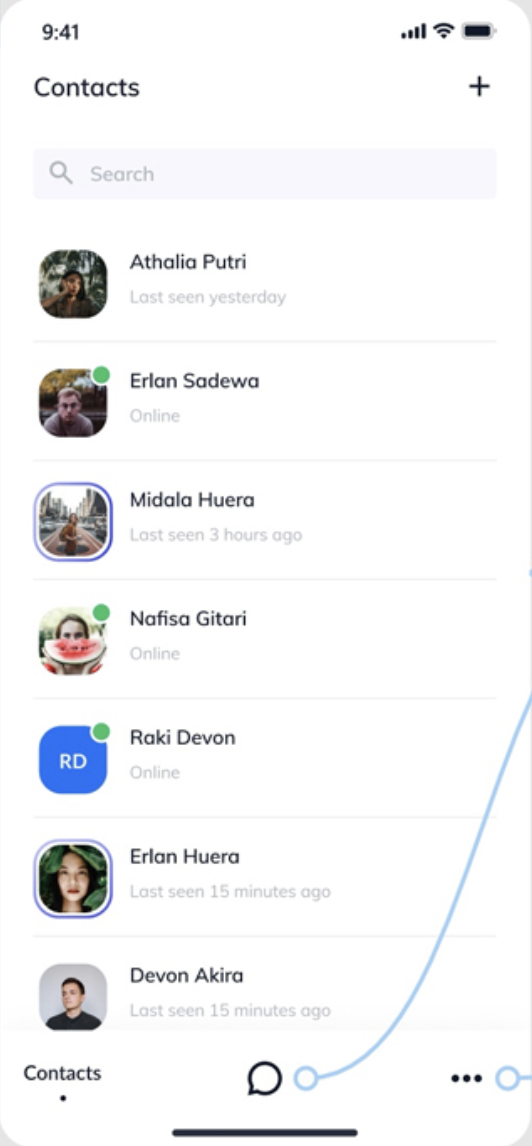 9:41
Contacts
Search
Athalia Putri
Last seen yesterday
Erlan Sadewa
Online
Midala Huera
Last seen 3 hours ago
Nafisa Gitari
Online
RD
Raki Devon
Online
Erlan Huera
Last seen 15 minutes ago
Devon Akira
Last seen 15 minutes ago
Contacts